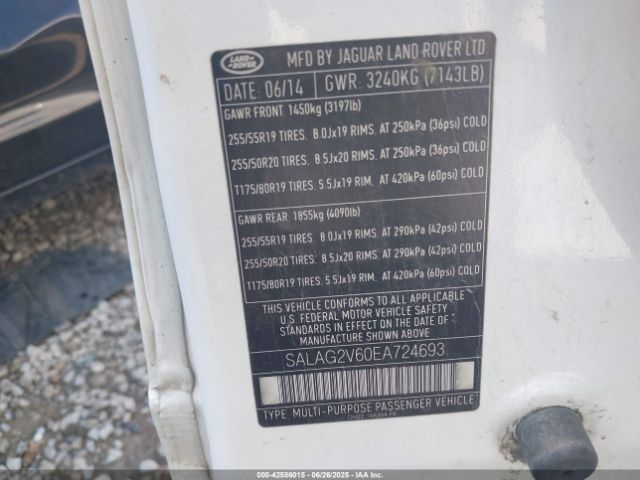 LAND ROVER
MFD BY JAGUAR LAND ROVER LTD
DATE: 06/14 GWR: 3240KG (7143LB)
GAWR FRONT 1450kg (3197lb)
255/55R19 TIRES. 8.0Jx19 RIMS. AT 250kPa (36psi) COLD
255/50R20 TIRES. 8.5Jx20 RIMS. AT 250kPa (36psi) COLD
T175/80R19 TIRES. 5.5Jx19 RIM. AT 420kPa (60psi) COLD
GAWR REAR 1855kg (4090lb)
255/55R19 TIRES. 8.0Jx19 RIMS. AT 290kPa (42psi) COLD
255/50R20 TIRES. 8.5Jx20 RIMS. AT 290kPa (42psi) COLD
T175/80R19 TIRES. 5.5Jx19 RIM. AT 420kPa (60psi) COLD
THIS VEHICLE CONFORMS TO ALL APPLICABLE
U.S. FEDERAL MOTOR VEHICLE SAFETY
STANDARDS IN EFFECT ON THE DATE OF
MANUFACTURE SHOWN ABOVE
SALAG2V60EA724693
TYPE: MULTI-PURPOSE PASSENGER VEHICLE
000-42586015 | 06/26/2025 | IAAI.COM